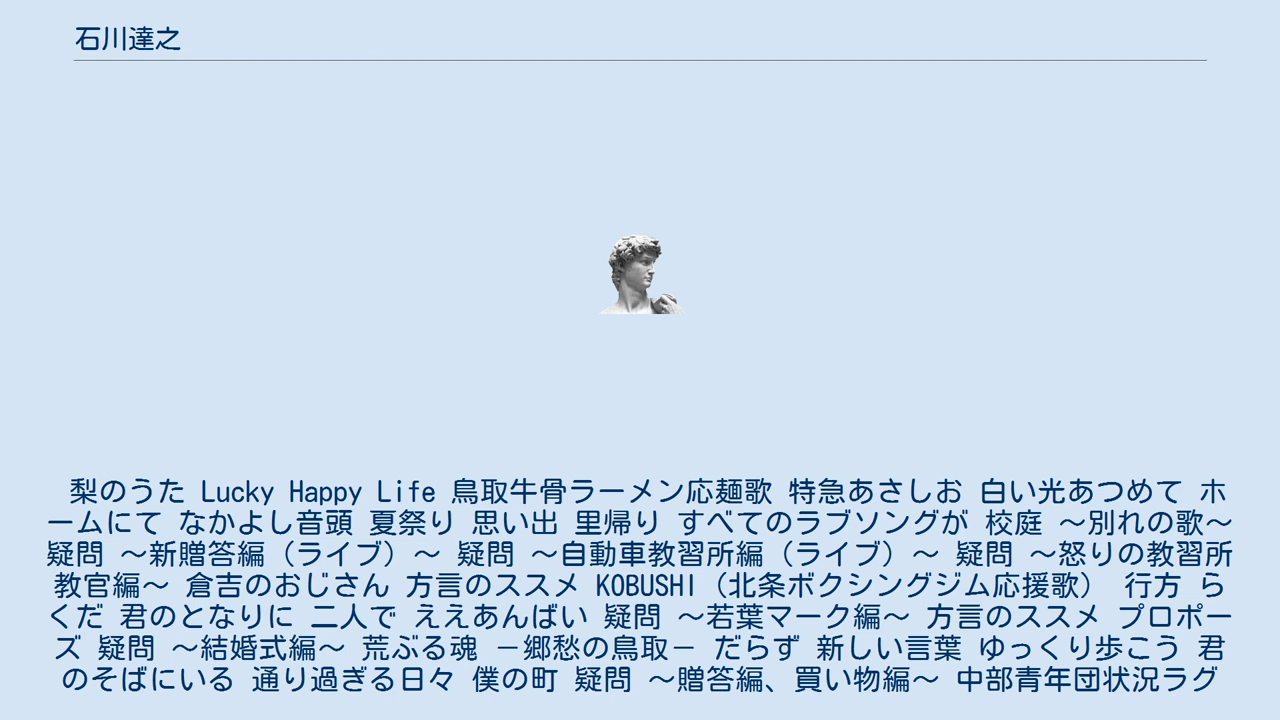 石川達之
梨のうた Lucky Happy Life 鳥取牛骨ラーメン応麺歌 特急あさしお 白い光あつめて ホ
ームにて なかよし音頭 夏祭り 思い出 里帰り すべてのラブソングが 校庭 ～別れの歌～
疑問 ～新贈答編（ライブ）～ 疑問 ～自動車教習所編（ライブ）～ 疑問 ～怒りの教習所
教官編～ 倉吉のおじさん 方言のススメ KOBUSHI（北条ボクシングジム応援歌） 行方 ら
くだ 君のとなりに 二人で ええあんばい 疑問 ～若葉マーク編～ 方言のススメ プロポー
ズ 疑問 ～結婚式編～ 荒ぶる魂 －郷愁の鳥取－ だらず 新しい言葉 ゆっくり歩こう 君
のそばにいる 通り過ぎる日々 僕の町 疑問 ～贈答編、買い物編～ 中部青年団状況ラグ